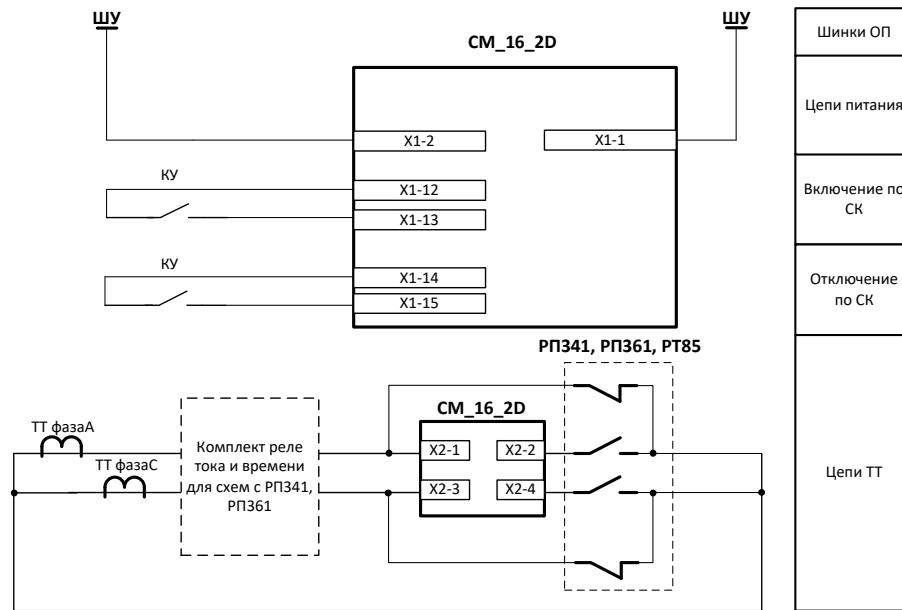 ШУ
ШУ
CM_16_2D
Шинки ОП
Цепи питания
X1-2
X1-1
КУ
X1-12
X1-13
Включение по
СК
КУ
X1-14
X1-15
Отключение
по СК
РП341, РП361, РТ85
CM_16_2D
ТТ фазаА
ТТ фазаС
Комплект реле
тока и времени
для схем с РП341,
РП361
X2-1
X2-2
X2-3
X2-4
Цепи ТТ